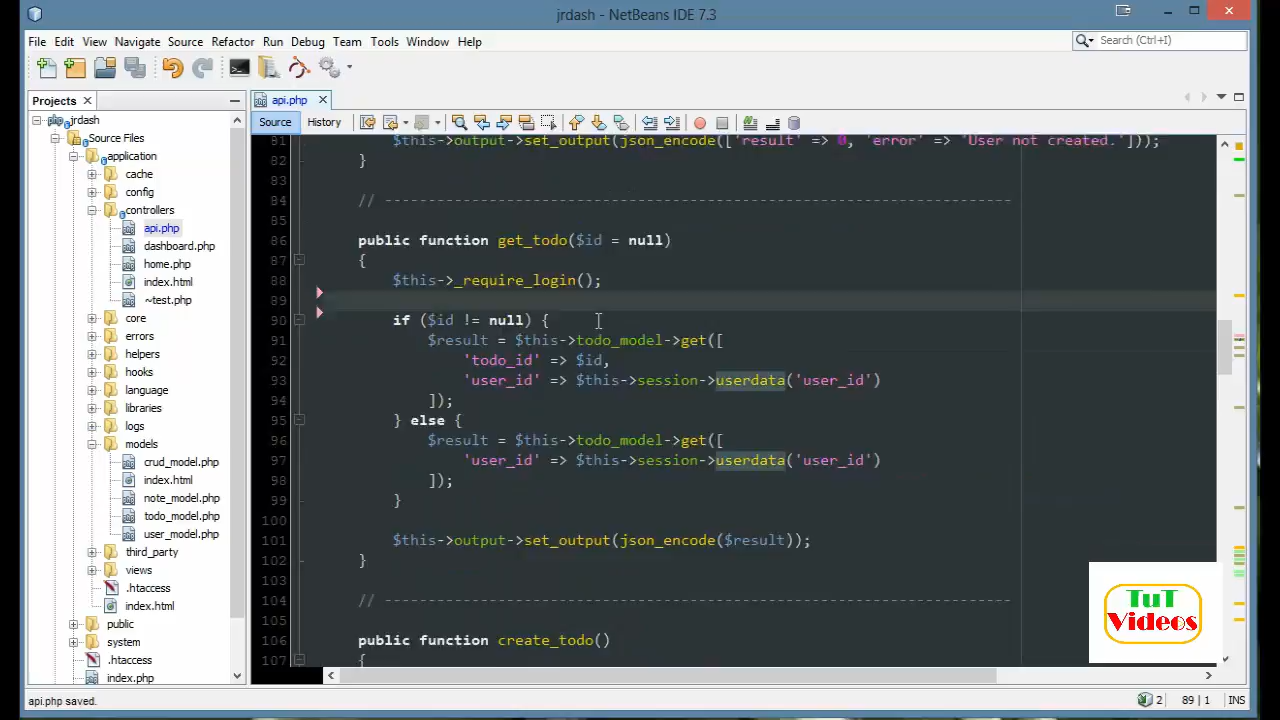 jrdash - NetBeans IDE 7.3
File Edit View Navigate Source Refactor Run Debug Team Tools Window Help
Search (Ctrl+I)
Projects
api.php
Source History
jrdash
Source Files
application
cache
config
controllers
api.php
dashboard.php
home.php
index.html
~test.php
core
errors
helpers
hooks
language
libraries
logs
models
crud_model.php
index.html
note_model.php
todo_model.php
user_model.php
third_party
views
.htaccess
index.html
public
system
.htaccess
index.php
81 $this->output->set_output(json_encode(['result' => 0, 'error' => 'User not created.']));
82 }
83
84 // -------------------------------------------------------------------------
85
86 public function get_todo($id = null)
87 {
88 $this->_require_login();
89
90 if ($id != null) {
91 $result = $this->todo_model->get([
92 'todo_id' => $id,
93 'user_id' => $this->session->userdata('user_id')
94 ]);
95 } else {
96 $result = $this->todo_model->get([
97 'user_id' => $this->session->userdata('user_id')
98 ]);
99 }
100
101 $this->output->set_output(json_encode($result));
102 }
103
104 // -------------------------------------------------------------------------
105
106 public function create_todo()
107 {
TuT
Videos
api.php saved.
2 89 | 1 INS